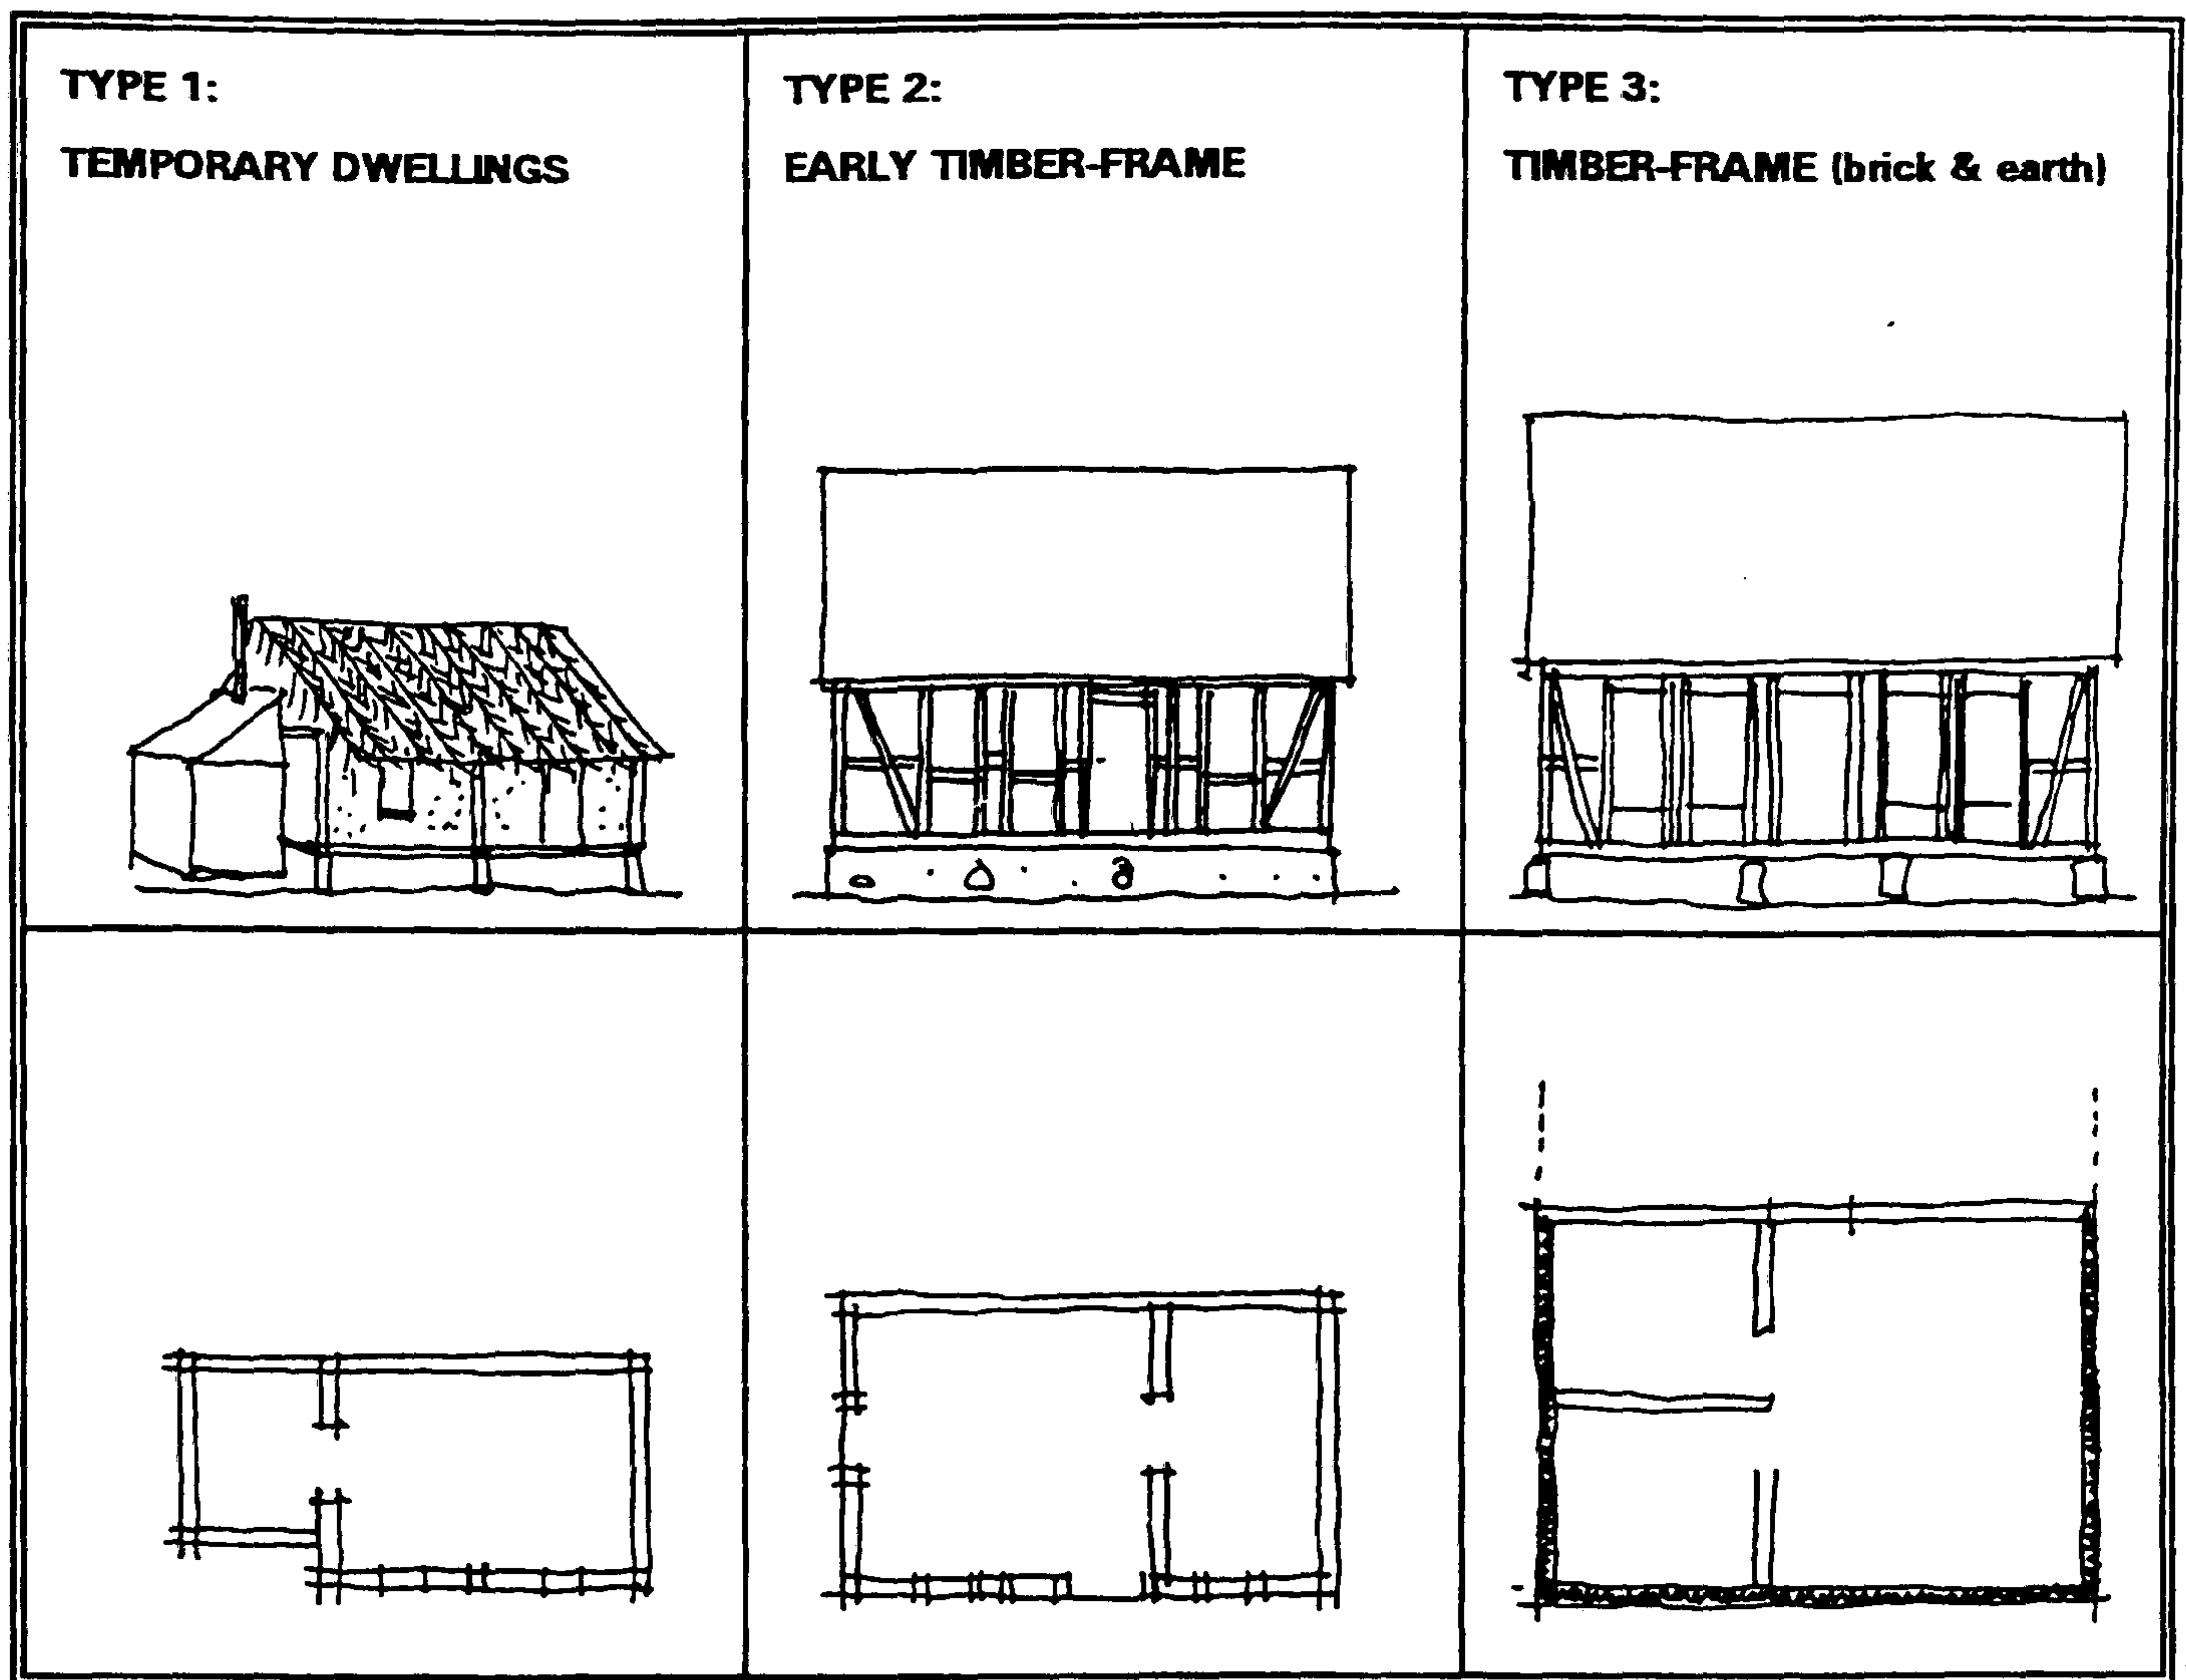 TYPE 1:
TEMPORARY DWELLINGS
TYPE 2:
EARLY TIMBER-FRAME
TYPE 3:
TIMBER-FRAME (brick & earth)